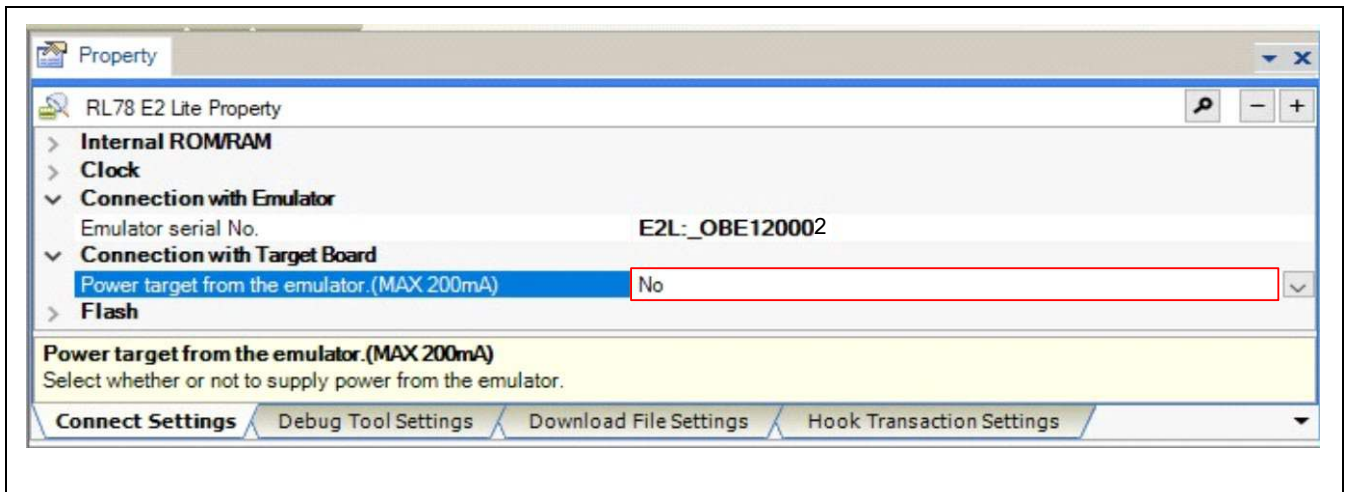 Property
RL78 E2 Lite Property
Internal ROM/RAM
Clock
Connection with Emulator
Emulator serial No. E2L:_OBE120002
Connection with Target Board
Power target from the emulator.(MAX 200mA) No
Flash
Power target from the emulator.(MAX 200mA)
Select whether or not to supply power from the emulator.
Connect Settings Debug Tool Settings Download File Settings Hook Transaction Settings